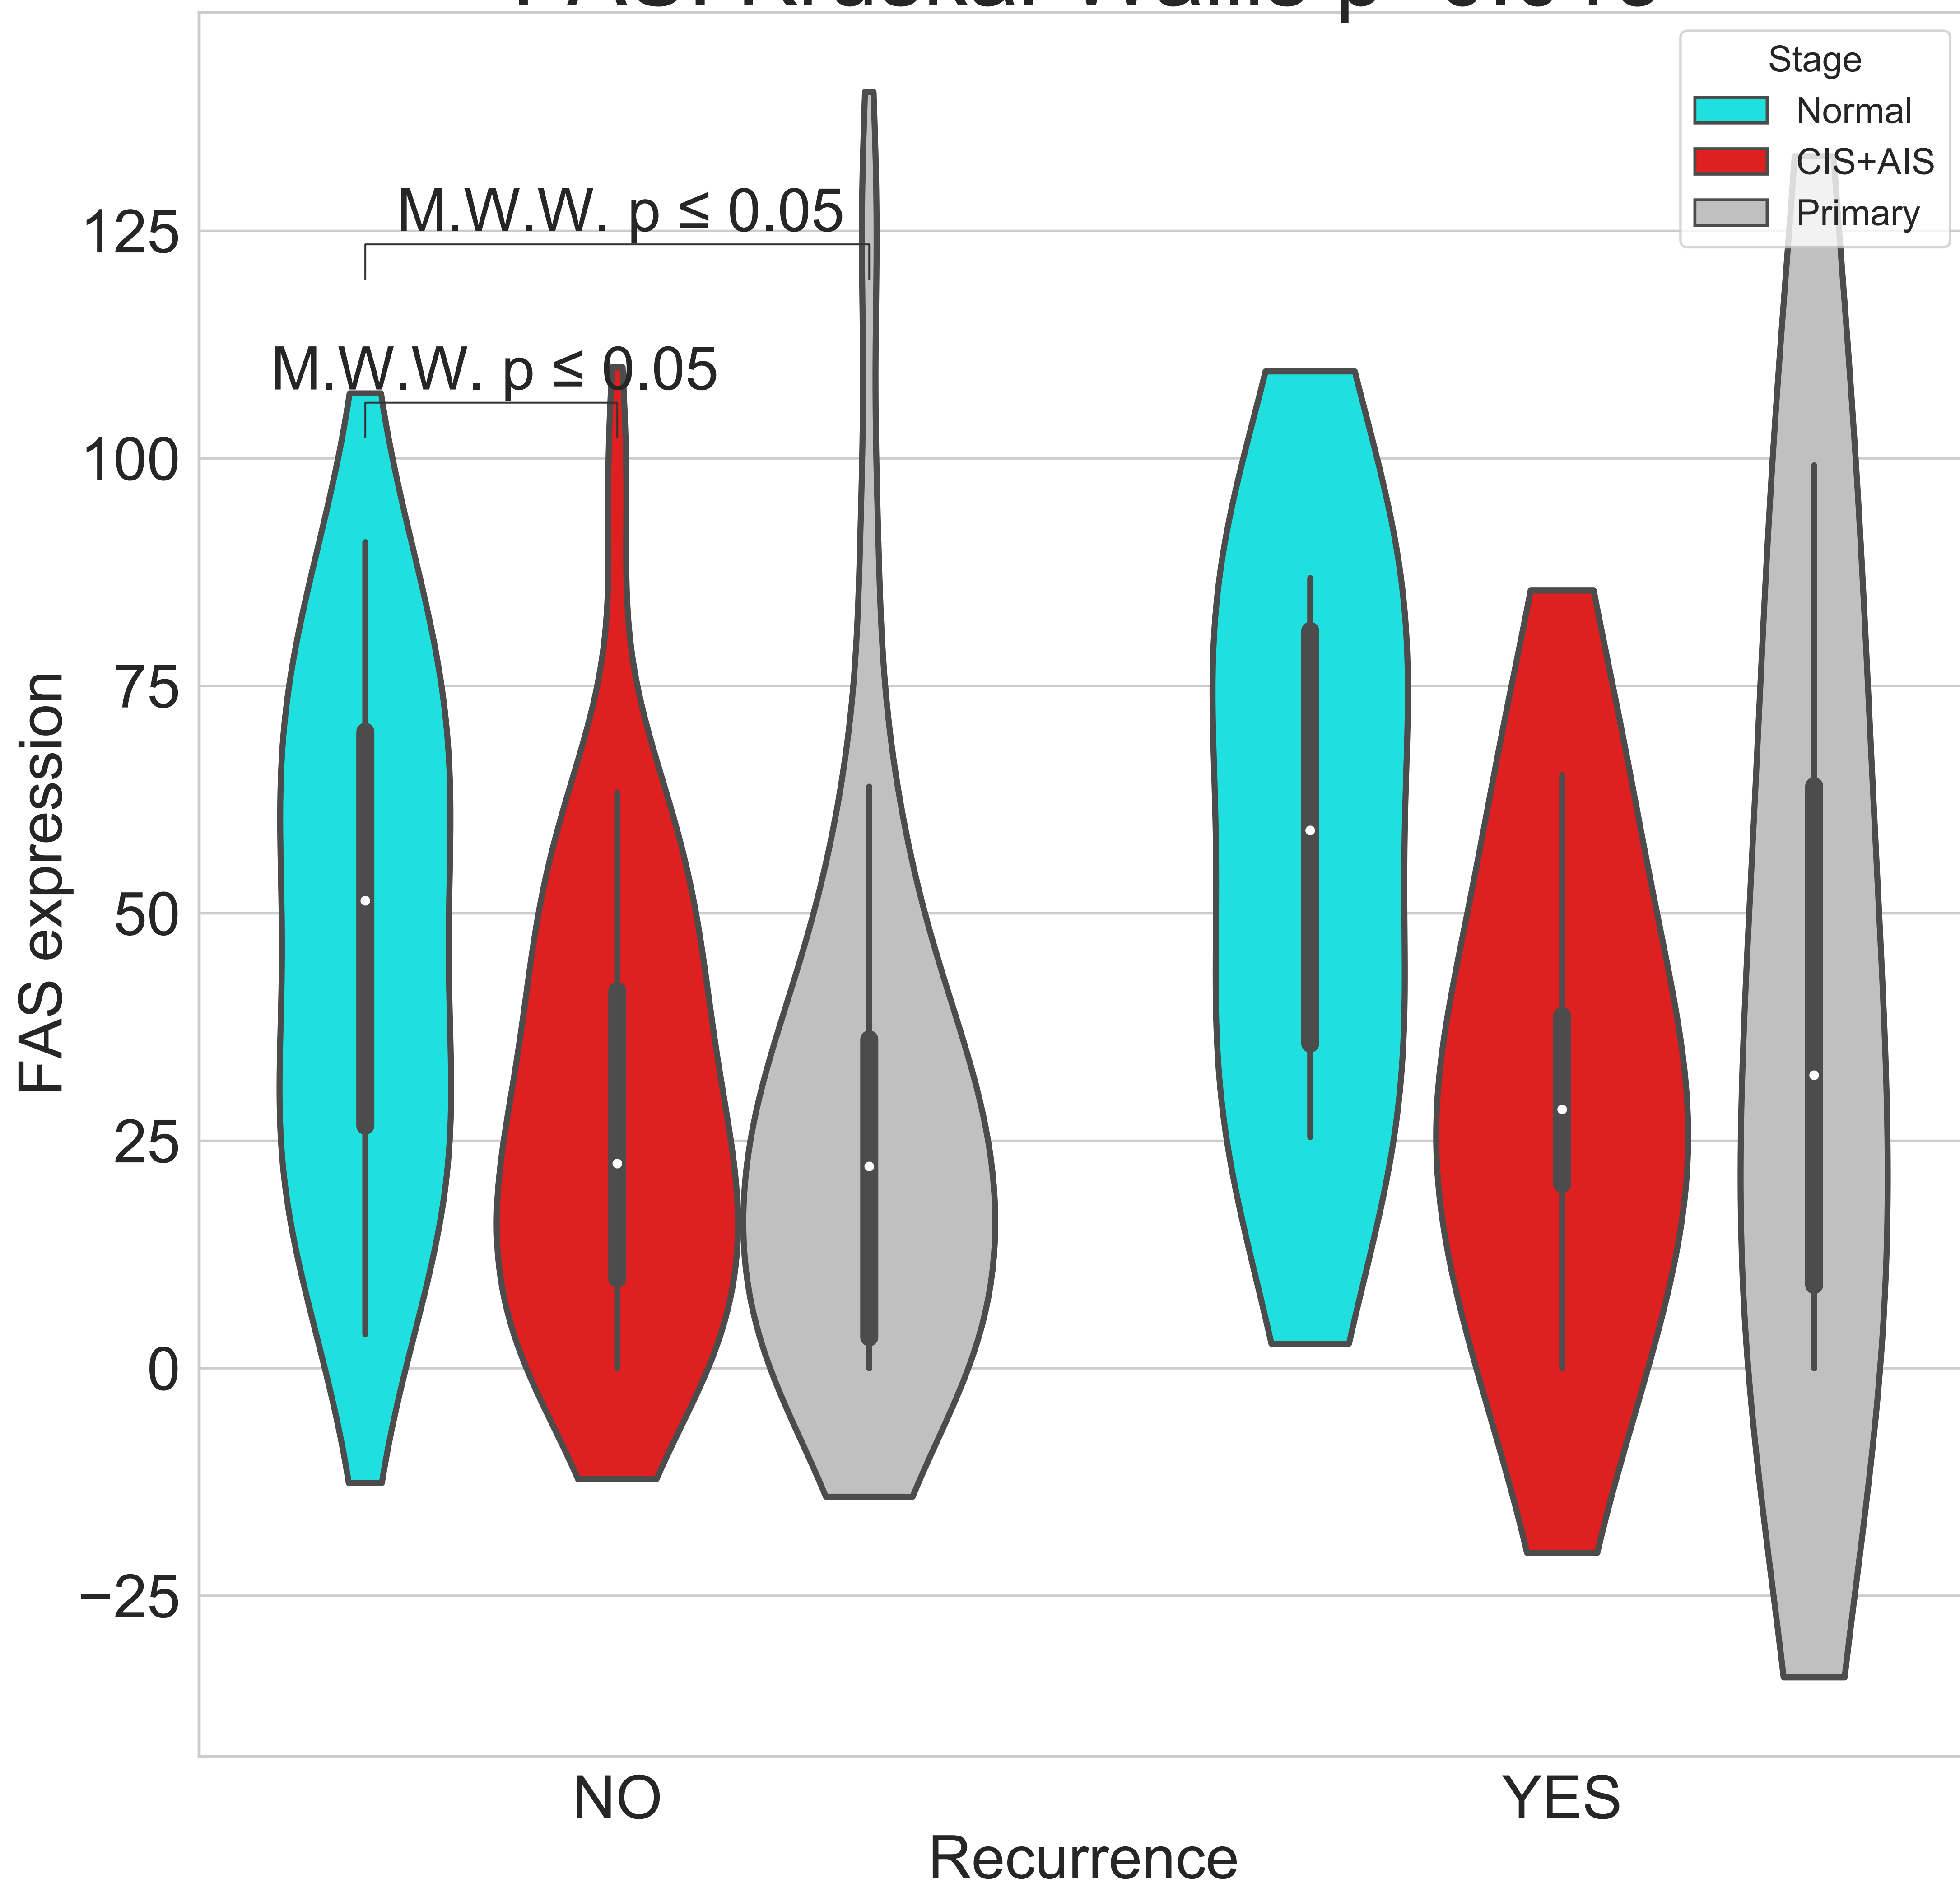 Stage
Normal
CIS+AIS
Primary
M.W.W. p ≤ 0.05
M.W.W. p ≤ 0.05
125
100
75
50
25
0
−25
FAS expression
NO
YES
Recurrence